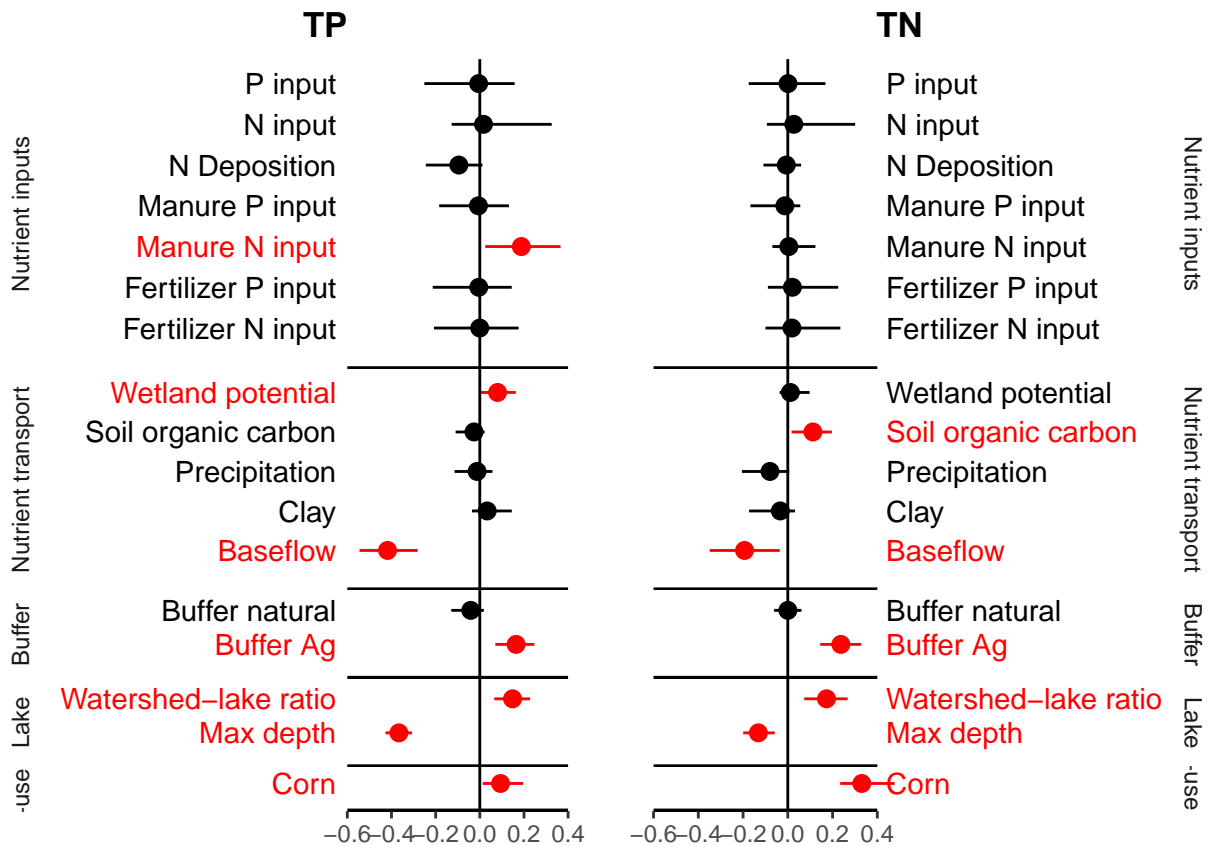 TP
TN
Nutrient inputs
P input
N input
N Deposition
Manure P input
Manure N input
Fertilizer P input
Fertilizer N input
Nutrient transport
Wetland potential
Soil organic carbon
Precipitation
Clay
Baseflow
Buffer
Buffer natural
Buffer Ag
Lake
Watershed−lake ratio
Max depth
-use
Corn
−0.6 −0.4 −0.2 0.0 0.2 0.4
P input
N input
N Deposition
Manure P input
Manure N input
Fertilizer P input
Fertilizer N input
Nutrient inputs
Wetland potential
Soil organic carbon
Precipitation
Clay
Baseflow
Nutrient transport
Buffer natural
Buffer Ag
Buffer
Watershed−lake ratio
Max depth
Lake
Corn
-use
−0.6 −0.4 −0.2 0.0 0.2 0.4